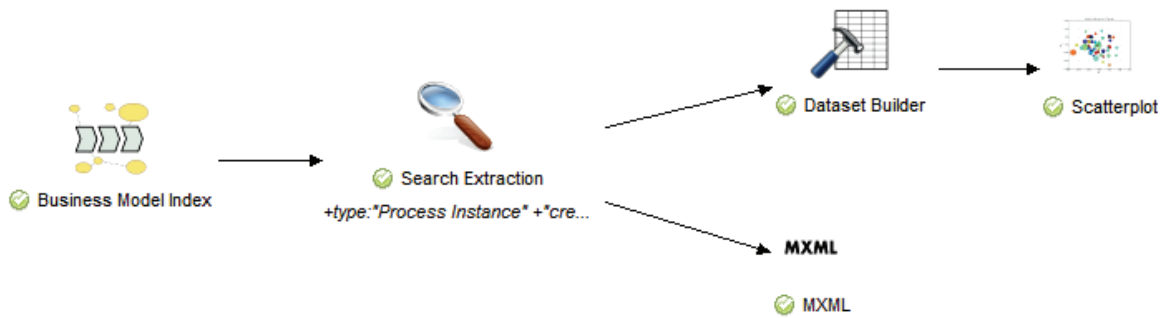 Dataset Builder
Scatterplot
Business Model Index
Search Extraction
+type:"Process Instance" +"cre...
MXML
MXML